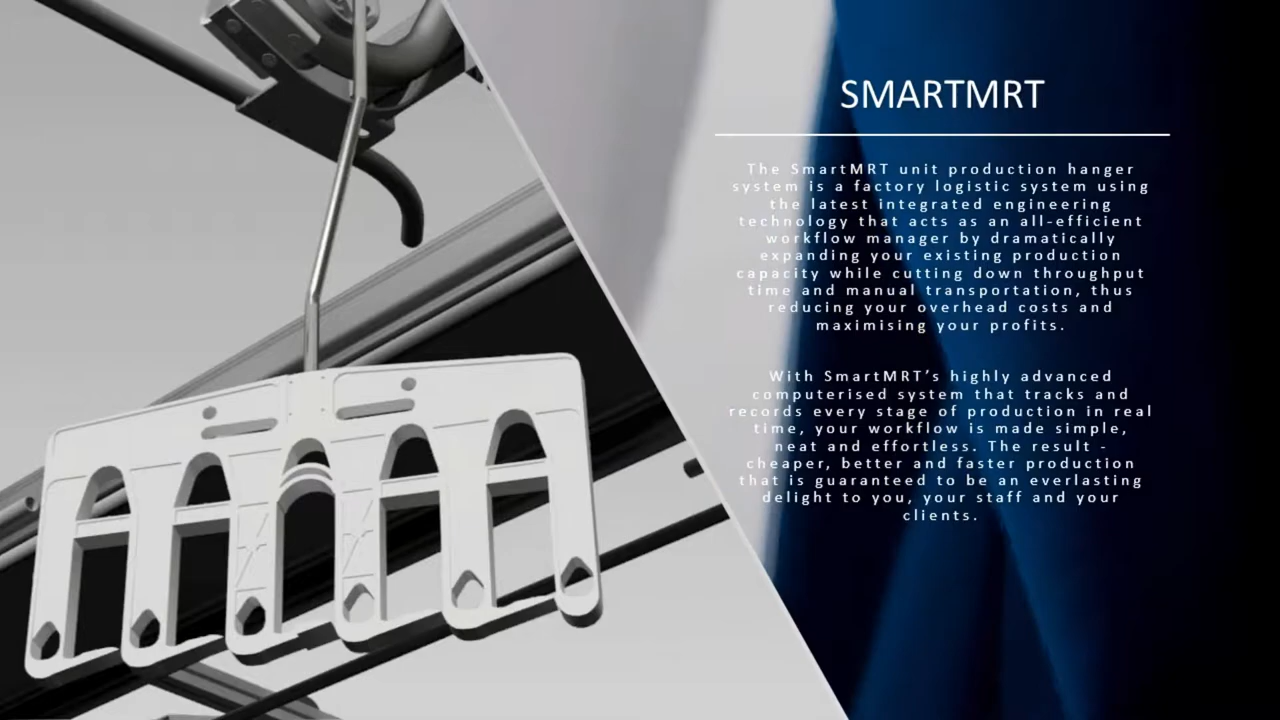 SMARTMRT
The SmartMRT unit production hanger
system is a factory logistic system using
the latest integrated engineering
technology that acts as an all-efficient
workflow manager by dramatically
expanding your existing production
capacity while cutting down throughput
time and manual transportation, thus
reducing your overhead costs and
maximising your profits.
With SmartMRT’s highly advanced
computerised system that tracks and
records every stage of production in real
time, your workflow is made simple,
neat and effortless. The result -
cheaper, better and faster production
that is guaranteed to be an everlasting
delight to you, your staff and your
clients.